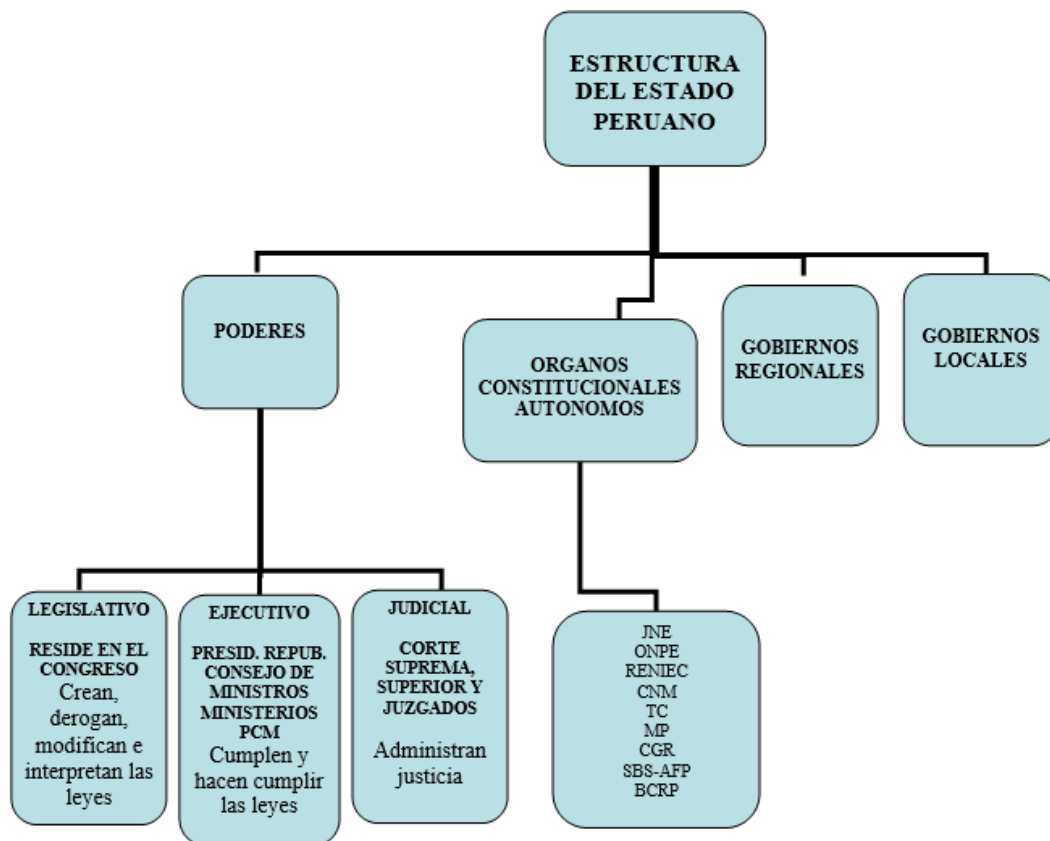 ESTRUCTURA
DEL ESTADO
PERUANO
PODERES
ORGANOS
CONSTITUCIONALES
AUTONOMOS
GOBIERNOS
REGIONALES
GOBIERNOS
LOCALES
LEGISLATIVO
RESIDE EN EL
CONGRESO
Crean,
derogan,
modifican e
interpretan las
leyes
EJECUTIVO
PRESID. REPUB.
CONSEJO DE
MINISTROS
MINISTERIOS
PCM
Cumplen y
hacen cumplir
las leyes
JUDICIAL
CORTE
SUPREMA,
SUPERIOR Y
JUZGADOS
Administran
justicia
JNE
ONPE
RENIEC
CNM
TC
MP
CGR
SBS-AFP
BCRP